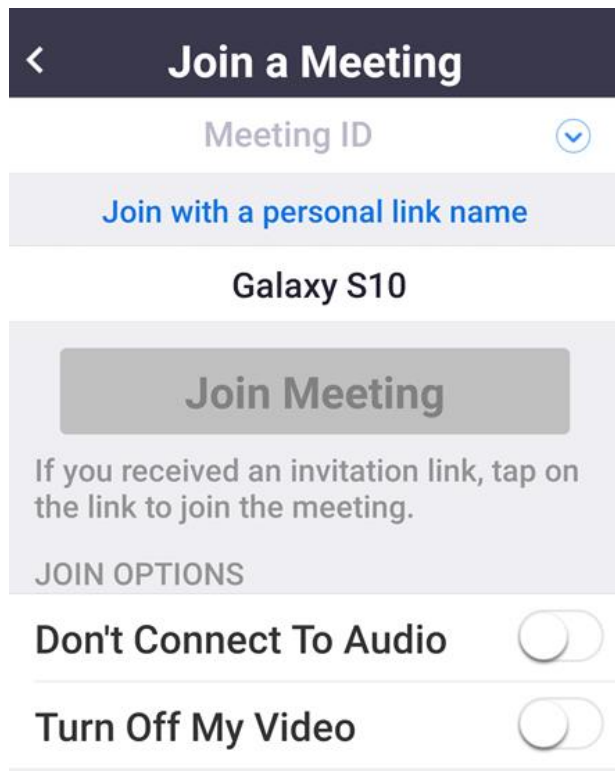 Join a Meeting
Meeting ID
Join with a personal link name
Galaxy S10
Join Meeting
If you received an invitation link, tap on
the link to join the meeting.
JOIN OPTIONS
Don't Connect To Audio
Turn Off My Video